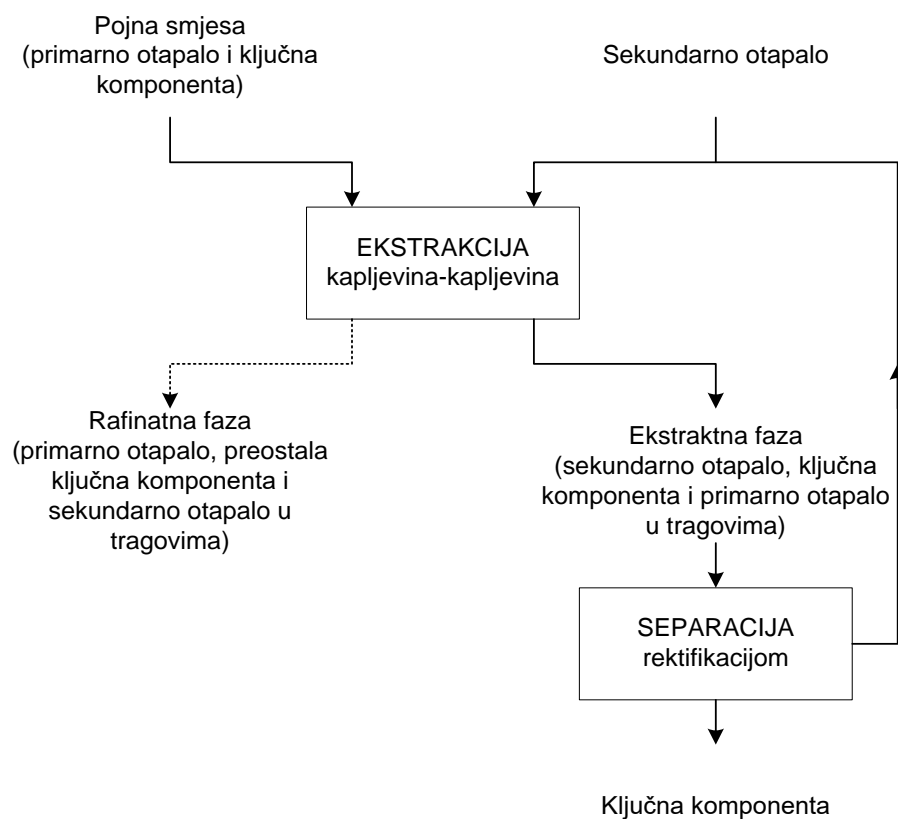 Pojna smjesa
(primarno otapalo i ključna
komponenta)
Sekundarno otapalo
EKSTRAKCIJA
kapljevina-kapljevina
Rafinatna faza
(primarno otapalo, preostala
ključna komponenta i
sekundarno otapalo u
tragovima)
Ekstraktna faza
(sekundarno otapalo, ključna
komponenta i primarno otapalo
u tragovima)
SEPARACIJA
rektifikacijom
Ključna komponenta